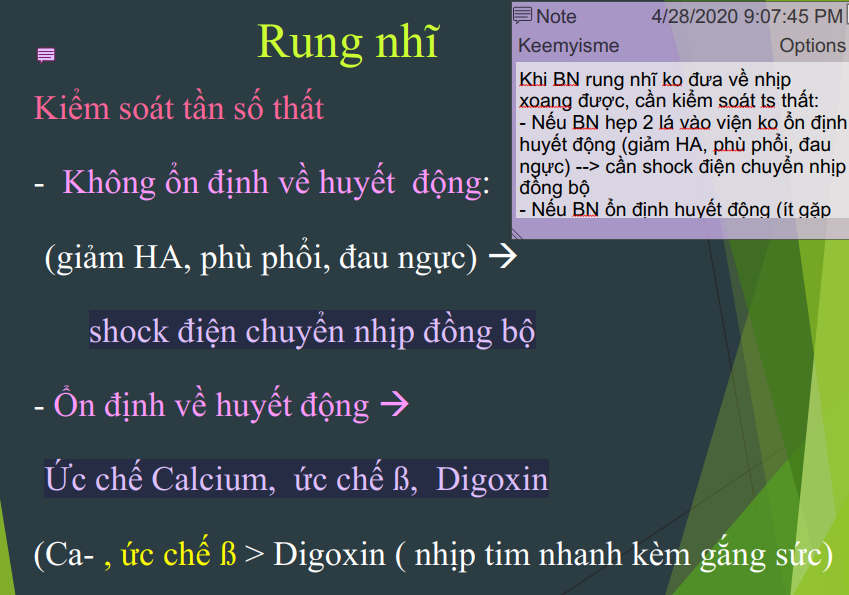 Rung nhĩ
Kiểm soát tần số thất
- Không ổn định về huyết động:
(giảm HA, phù phổi, đau ngực) →
shock điện chuyển nhịp đồng bộ
- Ổn định về huyết động →
Ức chế Calcium, ức chế ß, Digoxin
(Ca- , ức chế ß > Digoxin ( nhịp tim nhanh kèm gắng sức)
Note 4/28/2020 9:07:45 PM
Keemyisme Options
Khi BN rung nhĩ ko đưa về nhịp
xoang được, cần kiểm soát ts thất:
- Nếu BN hẹp 2 lá vào viện ko ổn định
huyết động (giảm HA, phù phổi, đau
ngực) --> cần shock điện chuyển nhịp
đồng bộ
- Nếu BN ổn định huyết động (ít gặp